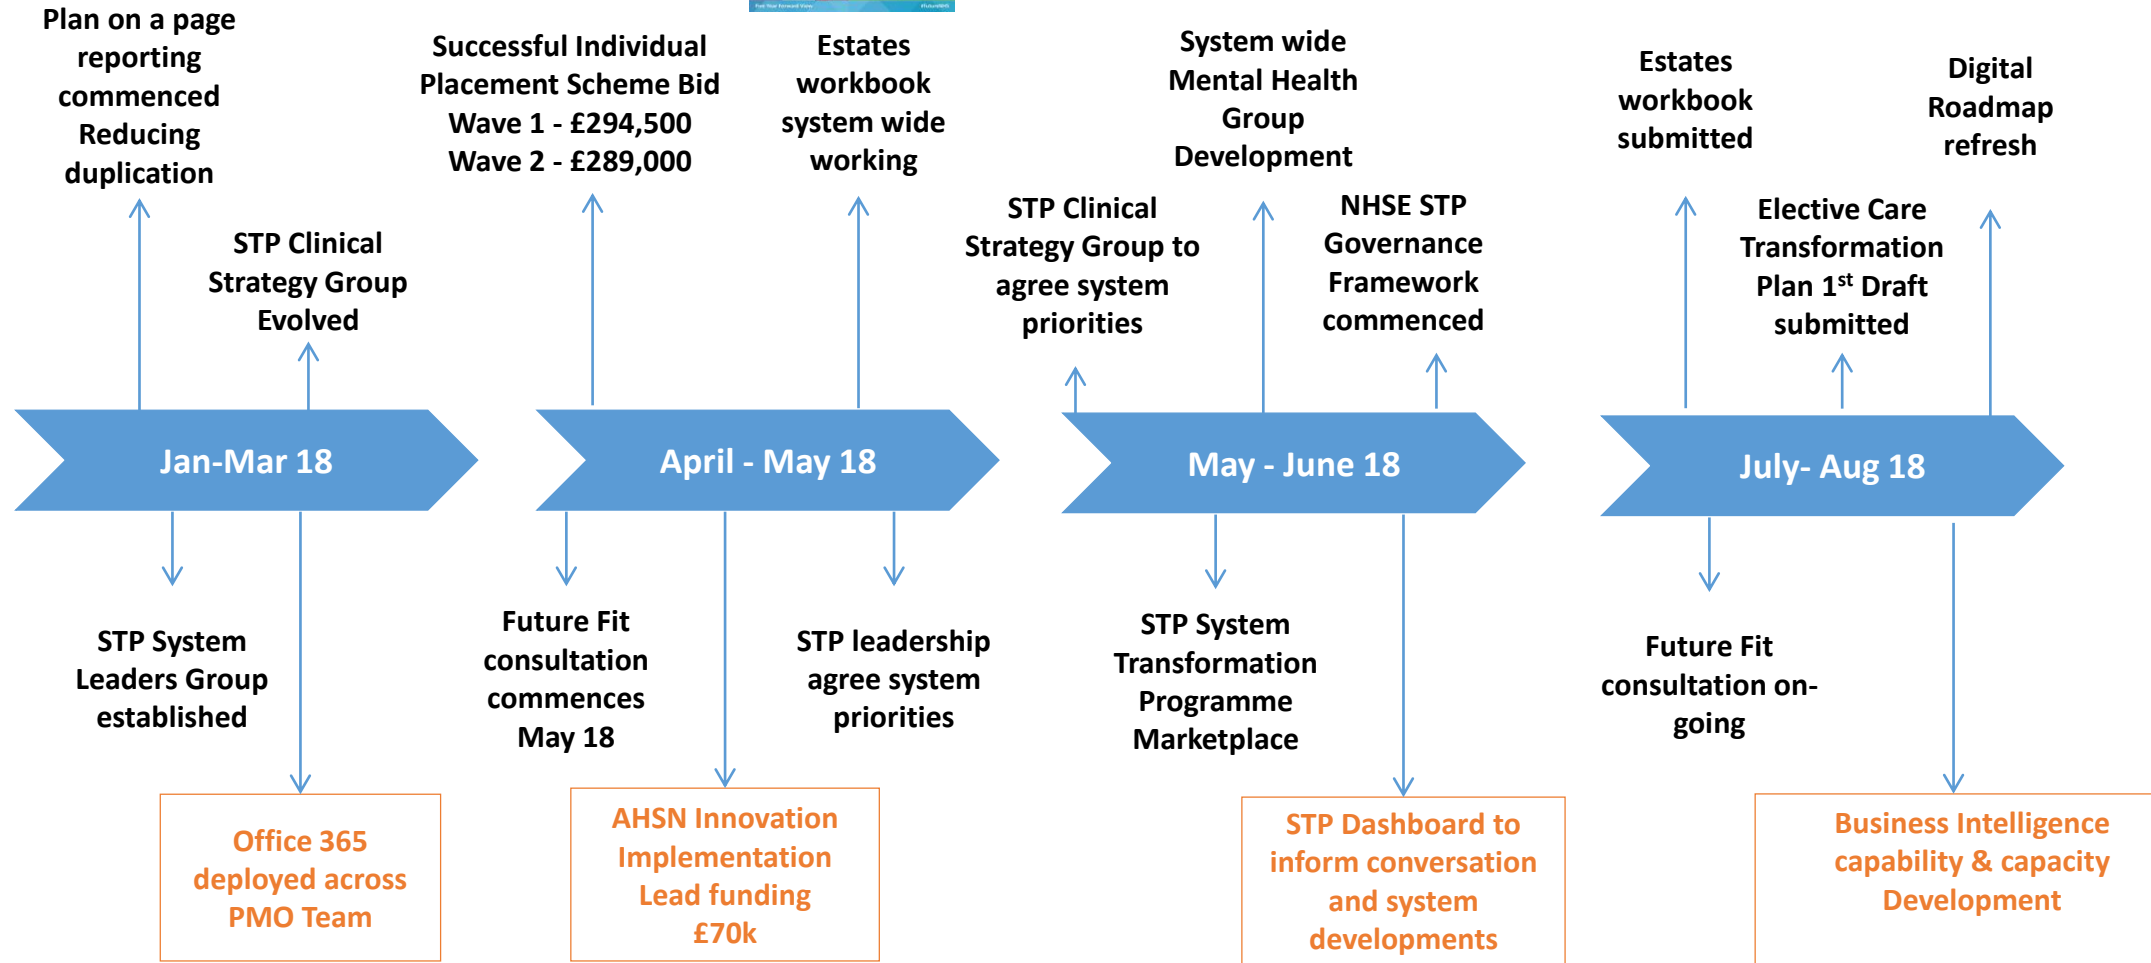 Five Year Forward View
#futureNHS
Plan on a page
reporting
commenced
Reducing
duplication
STP Clinical
Strategy Group
Evolved
Successful Individual
Placement Scheme Bid
Wave 1 - £294,500
Wave 2 - £289,000
Estates
workbook
system wide
working
STP Clinical
Strategy Group to
agree system
priorities
System wide
Mental Health
Group
Development
NHSE STP
Governance
Framework
commenced
Estates
workbook
submitted
Elective Care
Transformation
Plan 1st Draft
submitted
Digital
Roadmap
refresh
Jan-Mar 18
April - May 18
May - June 18
July- Aug 18
STP System
Leaders Group
established
Office 365
deployed across
PMO Team
Future Fit
consultation
commences
May 18
AHSN Innovation
Implementation
Lead funding
£70k
STP leadership
agree system
priorities
STP System
Transformation
Programme
Marketplace
STP Dashboard to
inform conversation
and system
developments
Future Fit
consultation on-
going
Business Intelligence
capability & capacity
Development